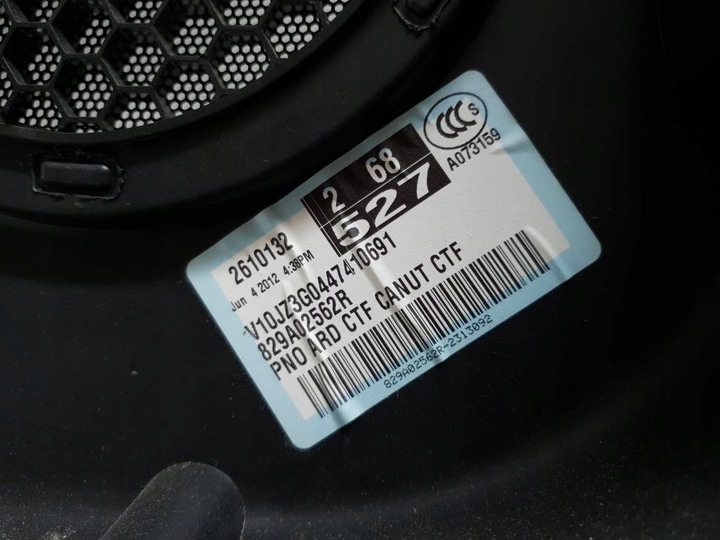 CCC S
A073159
2 68
527
2610132
Jun 4 2012 4:38PM
-V10JZ3G0447410691
829A02562R
PNO ARD CTF CANUT CTF
829A02562R-2313092